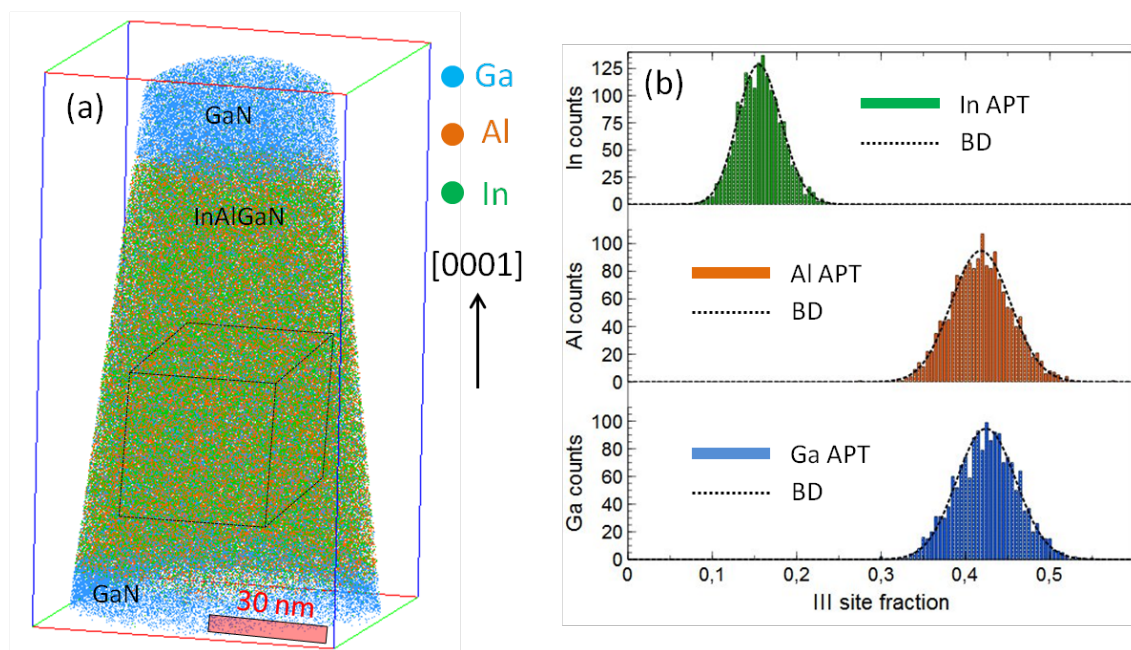 (a)
GaN
InAlGaN
GaN
30 nm
Ga
Al
In
[0001]
(b)
In counts
125
100
75
50
25
0
In APT
BD
Al counts
100
80
60
40
20
0
Al APT
BD
Ga counts
100
80
60
40
20
0
Ga APT
BD
0
0,1
0,2
0,3
0,4
0,5
III site fraction